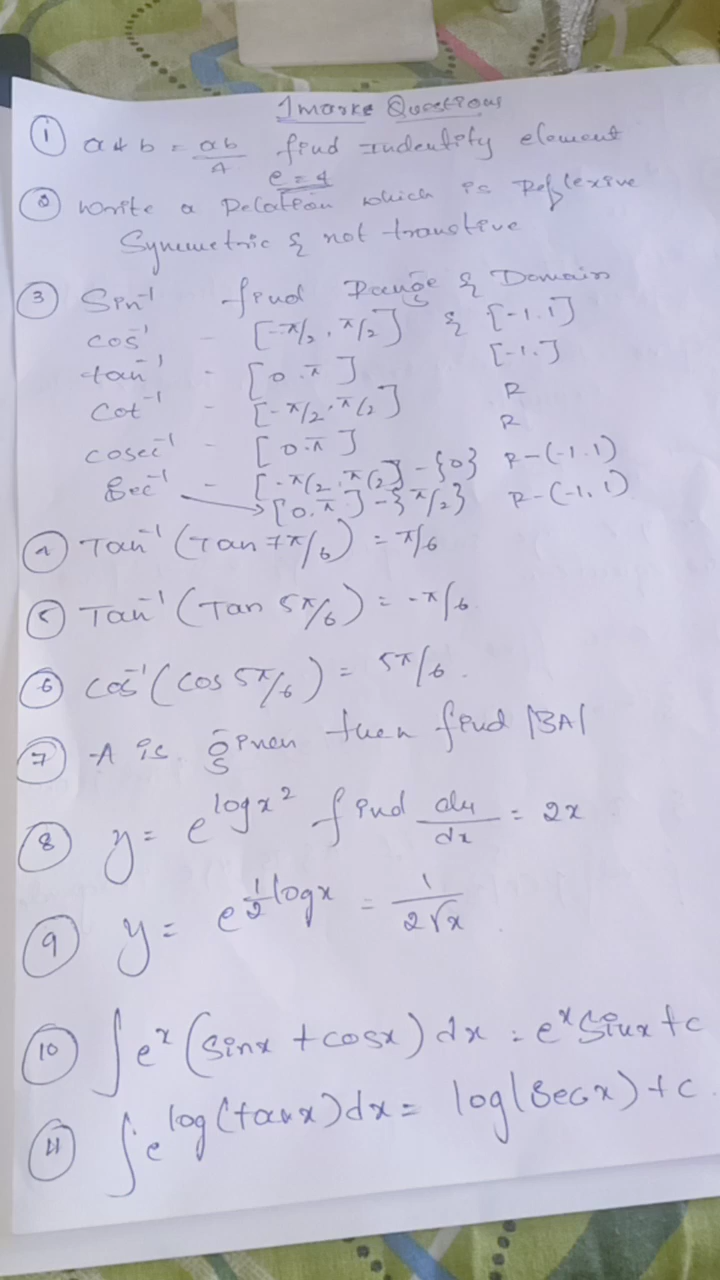 1 marke Questions
① a * b = ab/4 find Indentity element
e = 4
② Write a Relation which is Reflexive
Symmetric & not transtive
③ Sin⁻¹ find Range & Domain
cos⁻¹ - [-π/2, π/2] & [-1.1]
tan⁻¹ - [0.π] [-1.]
Cot⁻¹ - [-π/2.π/2] R
cosec⁻¹ - [0.π] R
Sec⁻¹ - [-π/2.π/2] - {0} R-(-1.1)
→ [0.π] - {π/2} R-(-1,1)
④ Tan⁻¹ (Tan 7π/6) = π/6
⑤ Tan⁻¹ (Tan 5π/6) = -π/6
⑥ cos⁻¹ (cos 5π/6) = 5π/6.
⑦ A is given then find |3A|
⑧ y = e^log x² find dy/dx = 2x
⑨ y = e^½ log x = 1/2√x
⑩ ∫ eˣ (sinx + cosx) dx = eˣ Sinx + c
⑪ ∫ e^log (tanx) dx = log(Secx) + c.